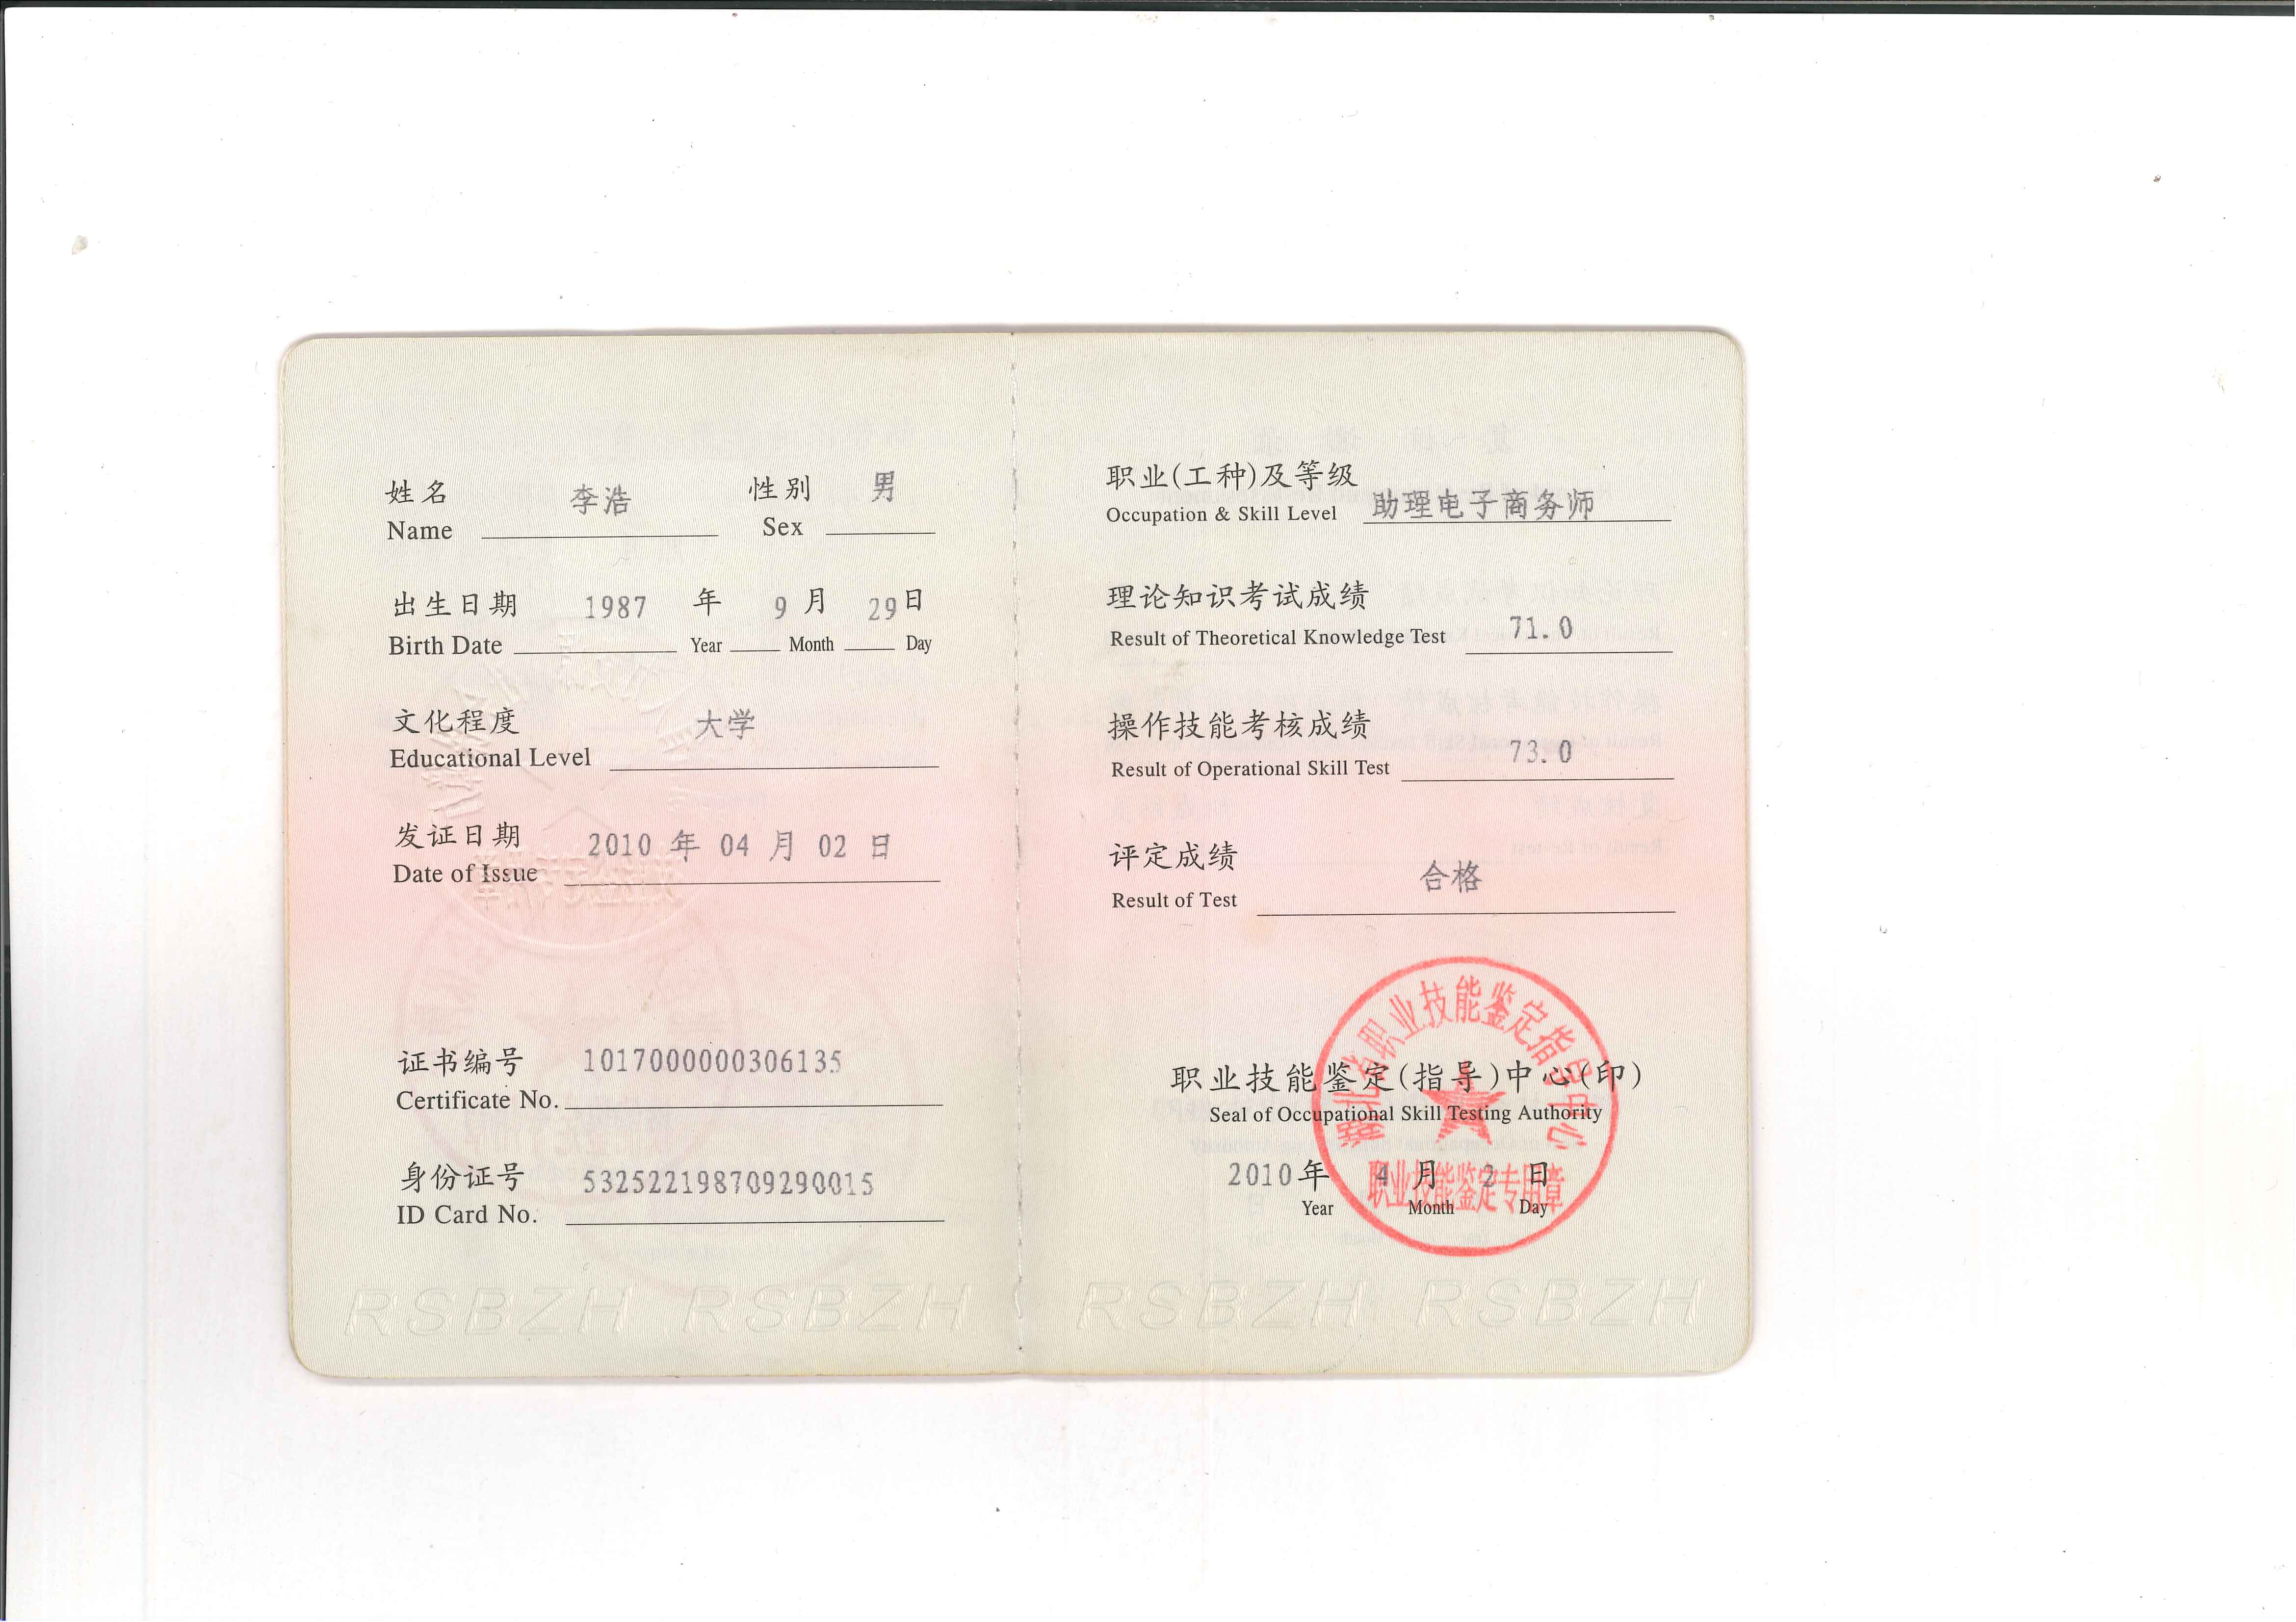 姓名 李浩 性别 男
Name Sex
出生日期 1987 年 9 月 29 日
Birth Date Year Month Day
文化程度 大学
Educational Level
发证日期 2010 年 04 月 02 日
Date of Issue
证书编号 1017000000306135
Certificate No.
身份证号 532522198709290015
ID Card No.
RSBZH RSBZH
职业(工种)及等级
Occupation & Skill Level 助理电子商务师
理论知识考试成绩
Result of Theoretical Knowledge Test 71.0
操作技能考核成绩
Result of Operational Skill Test 73.0
评定成绩 合格
Result of Test
湖北省职业技能鉴定指导中心
职业技能鉴定(指导)中心(印)
Seal of Occupational Skill Testing Authority
2010年 4 月 2 日
职业技能鉴定专用章
Year Month Day
RSBZH RSBZH